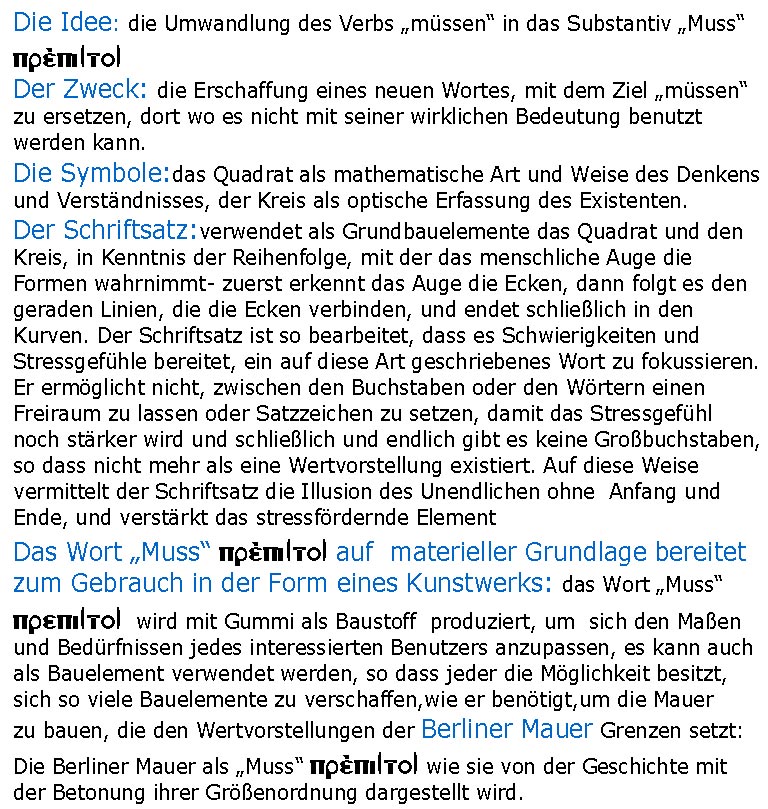 Die Idee: die Umwandlung des Verbs „müssen“ in das Substantiv „Muss“
Der Zweck: die Erschaffung eines neuen Wortes, mit dem Ziel „müssen“
zu ersetzen, dort wo es nicht mit seiner wirklichen Bedeutung benutzt
werden kann.
Die Symbole:das Quadrat als mathematische Art und Weise des Denkens
und Verständnisses, der Kreis als optische Erfassung des Existenten.
Der Schriftsatz:verwendet als Grundbauelemente das Quadrat und den
Kreis, in Kenntnis der Reihenfolge, mit der das menschliche Auge die
Formen wahrnimmt- zuerst erkennt das Auge die Ecken, dann folgt es den
geraden Linien, die die Ecken verbinden, und endet schließlich in den
Kurven. Der Schriftsatz ist so bearbeitet, dass es Schwierigkeiten und
Stressgefühle bereitet, ein auf diese Art geschriebenes Wort zu fokussieren.
Er ermöglicht nicht, zwischen den Buchstaben oder den Wörtern einen
Freiraum zu lassen oder Satzzeichen zu setzen, damit das Stressgefühl
noch stärker wird und schließlich und endlich gibt es keine Großbuchstaben,
so dass nicht mehr als eine Wertvorstellung existiert. Auf diese Weise
vermittelt der Schriftsatz die Illusion des Unendlichen ohne Anfang und
Ende, und verstärkt das stressfördernde Element
Das Wort „Muss“ auf materieller Grundlage bereitet
zum Gebrauch in der Form eines Kunstwerks: das Wort „Muss“
wird mit Gummi als Baustoff produziert, um sich den Maßen
und Bedürfnissen jedes interessierten Benutzers anzupassen, es kann auch
als Bauelement verwendet werden, so dass jeder die Möglichkeit besitzt,
sich so viele Bauelemente zu verschaffen,wie er benötigt,um die Mauer
zu bauen, die den Wertvorstellungen der Berliner Mauer Grenzen setzt:
Die Berliner Mauer als „Muss“ wie sie von der Geschichte mit
der Betonung ihrer Größenordnung dargestellt wird.